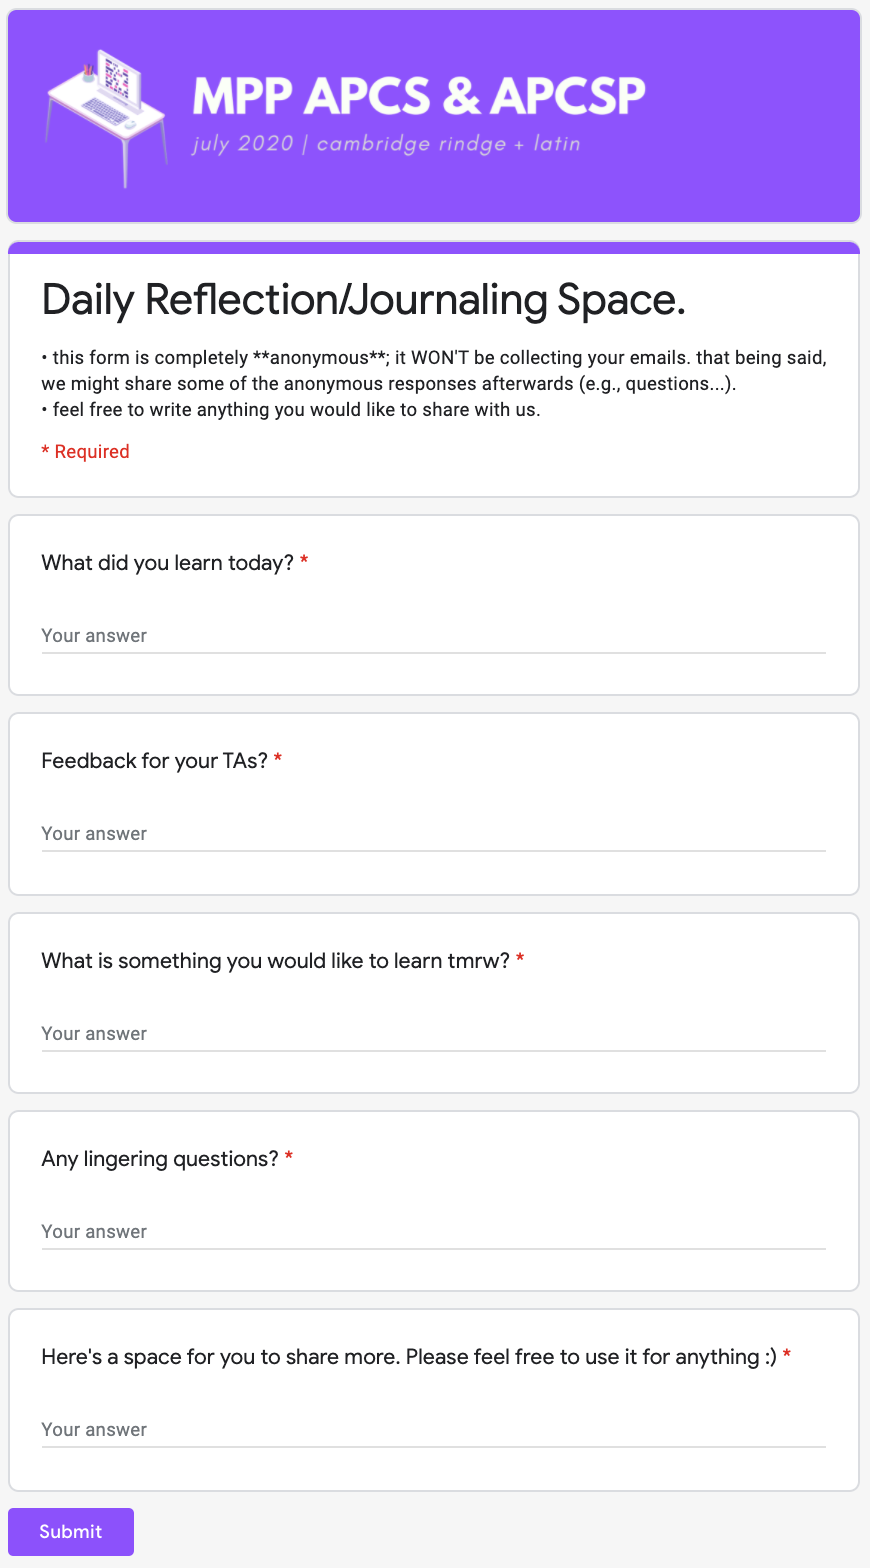 MPP APCS & APCSP
july 2020 | cambridge rindge + latin
Daily Reflection/Journaling Space.
• this form is completely **anonymous**; it WON'T be collecting your emails. that being said,
we might share some of the anonymous responses afterwards (e.g., questions...).
• feel free to write anything you would like to share with us.
* Required
What did you learn today? *
Your answer
Feedback for your TAs? *
Your answer
What is something you would like to learn tmrw? *
Your answer
Any lingering questions? *
Your answer
Here's a space for you to share more. Please feel free to use it for anything :) *
Your answer
Submit